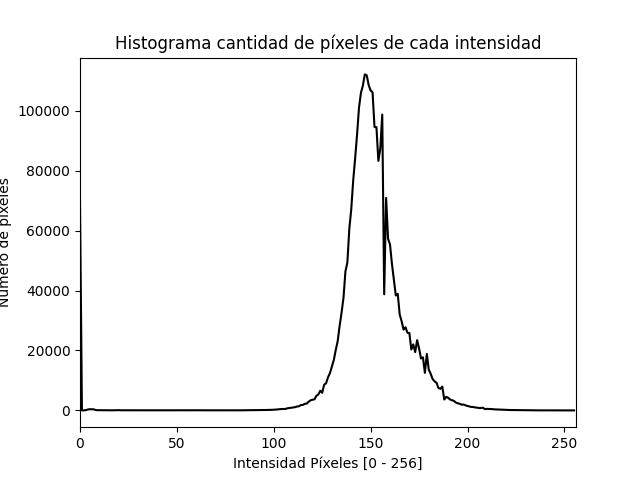 Histograma cantidad de píxeles de cada intensidad
Número de píxeles
100000
80000
60000
40000
20000
0
0 50 100 150 200 250
Intensidad Píxeles [0 - 256]